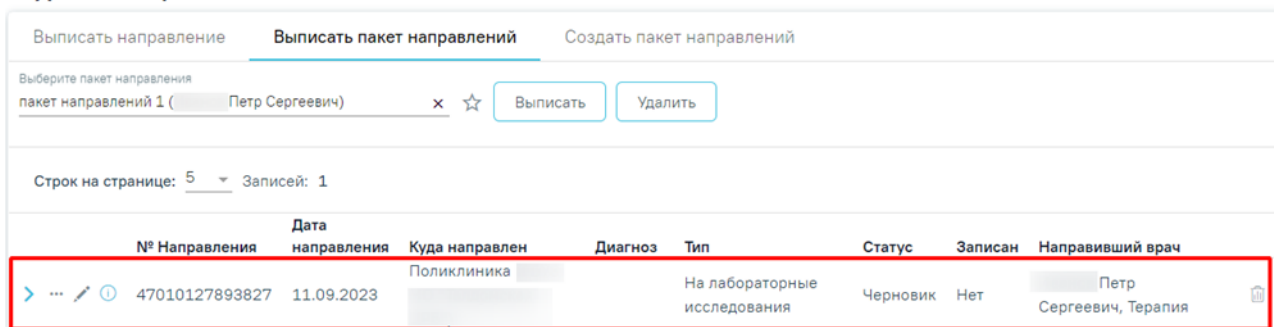 Выписать направление Выписать пакет направлений Создать пакет направлений
Выберите пакет направления
пакет направлений 1 ( Петр Сергеевич) × Выписать Удалить
Строк на странице: 5 Записей: 1
№ Направления Дата направления Куда направлен Диагноз Тип Статус Записан Направивший врач
47010127893827 11.09.2023 Поликлиника На лабораторные исследования Черновик Нет Петр Сергеевич, Терапия